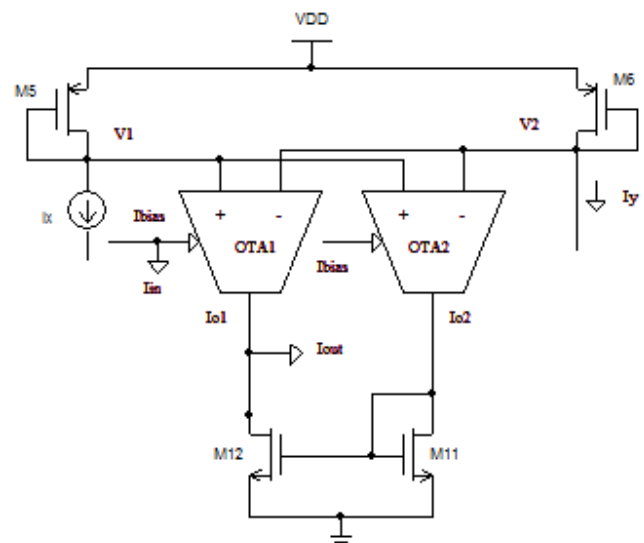 VDD
M5
M6
V1
V2
Ix
Ibias
+
-
OTA1
+
-
OTA2
Iy
Iin
Ibias
Io1
Io2
Iout
M12
M11